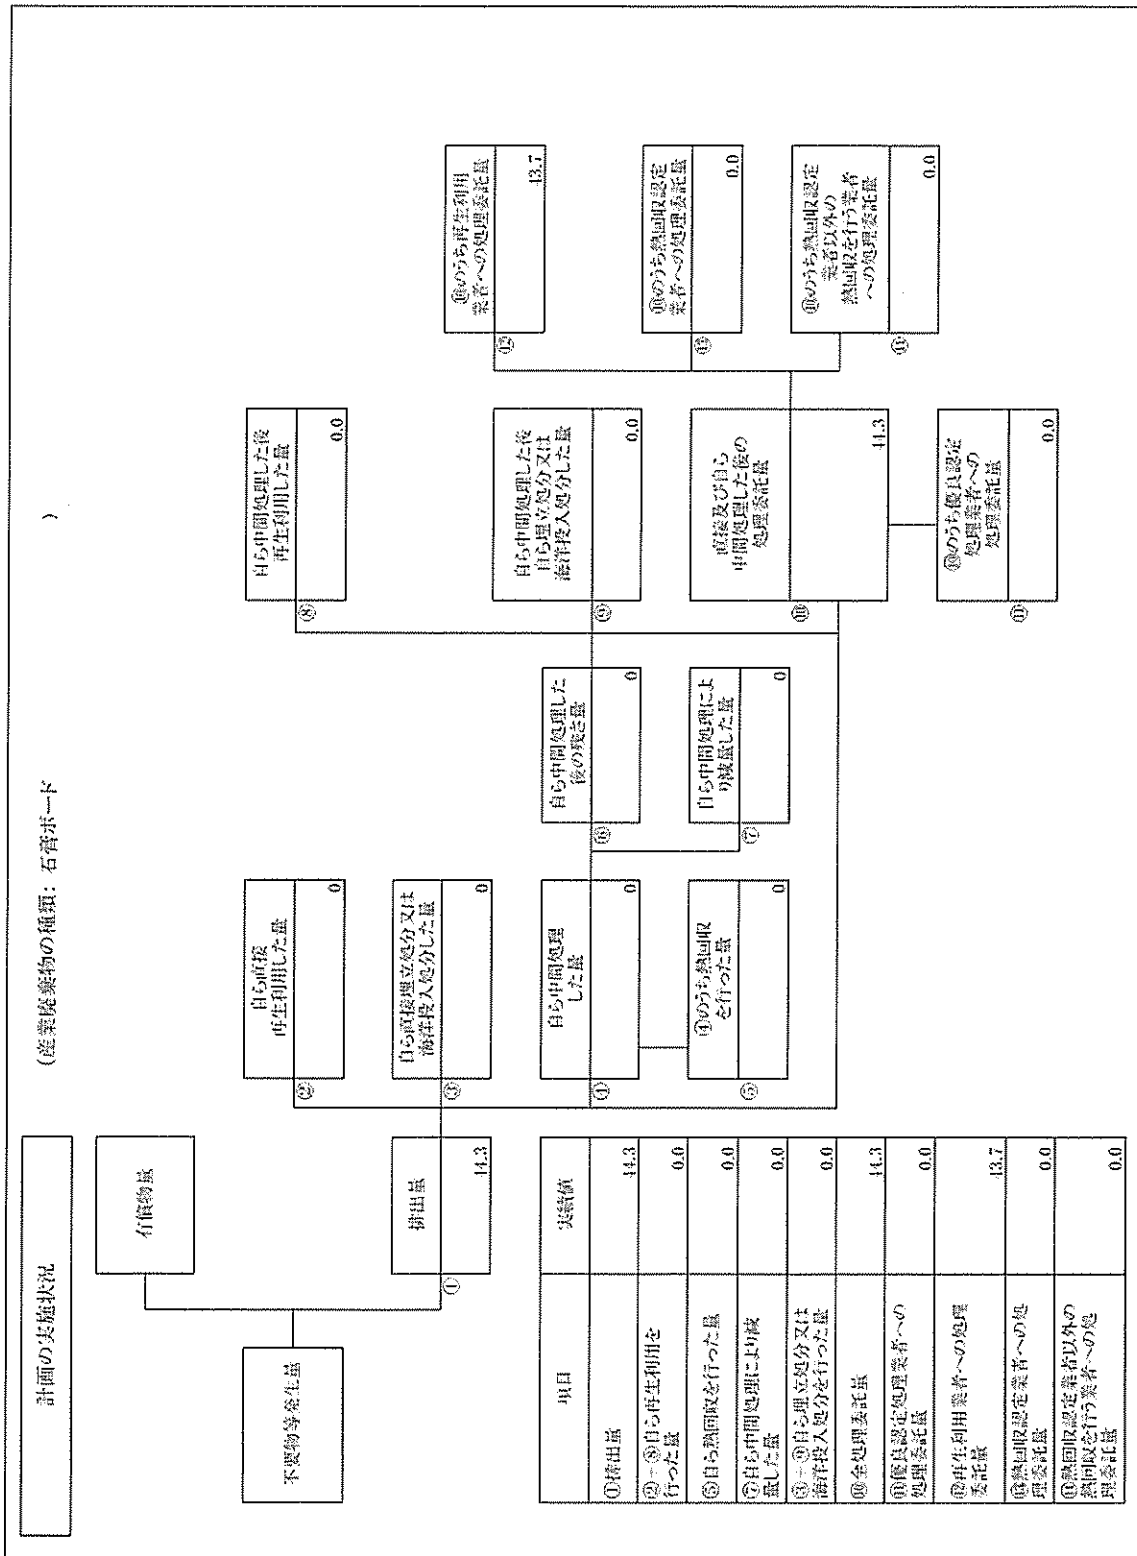 計画の実施状況
(産業廃棄物の種類: 石膏ボード
)
不要物等発生量
有償物量
①
排出量
44.3
②
自ら直接
再生利用した量
0
③
自ら直接埋立処分又は
海洋投入処分した量
0
④
自ら中間処理
した量
0
⑤
④のうち熱回収
を行った量
0
⑥
自ら中間処理した
後の残さ量
0
⑦
自ら中間処理によ
り減量した量
0
⑧
自ら中間処理した後
再生利用した量
0.0
⑨
自ら中間処理した後
自ら埋立処分又は
海洋投入処分した量
0.0
⑩
直接及び自ら
中間処理した後の
処理委託量
44.3
⑪
⑩のうち優良認定
処理業者への
処理委託量
0.0
⑫
⑩のうち再生利用
業者への処理委託量
43.7
⑬
⑩のうち熱回収認定
業者への処理委託量
0.0
⑭
⑩のうち熱回収認定
業者以外の
熱回収を行う業者
への処理委託量
0.0
項目
実績値
①排出量
44.3
②+⑧自ら再生利用を
行った量
0.0
⑤自ら熱回収を行った量
0.0
⑦自ら中間処理により減
量した量
0.0
③+⑨自ら埋立処分又は
海洋投入処分を行った量
0.0
⑩全処理委託量
44.3
⑪優良認定処理業者への
処理委託量
0.0
⑫再生利用業者への処理
委託量
43.7
⑬熱回収認定業者への処
理委託量
0.0
⑭熱回収認定業者以外の
熱回収を行う業者への処
理委託量
0.0